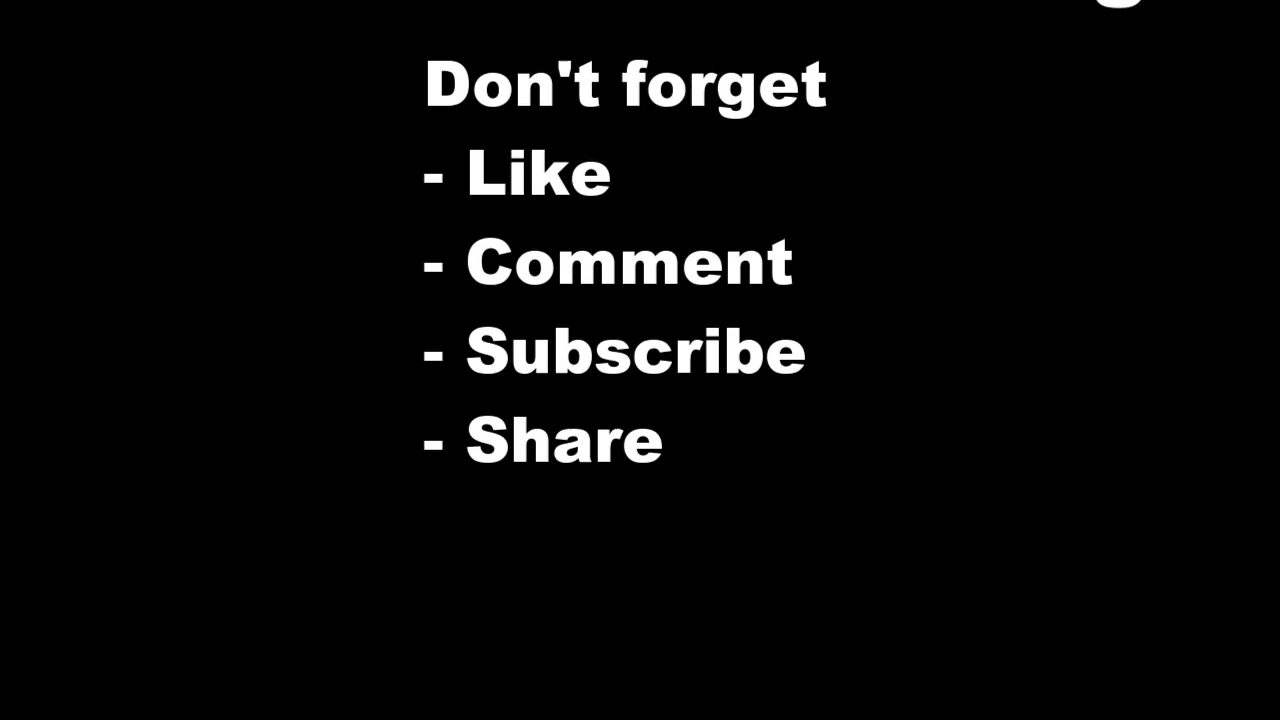 Don't forget
- Like
- Comment
- Subscribe
- Share